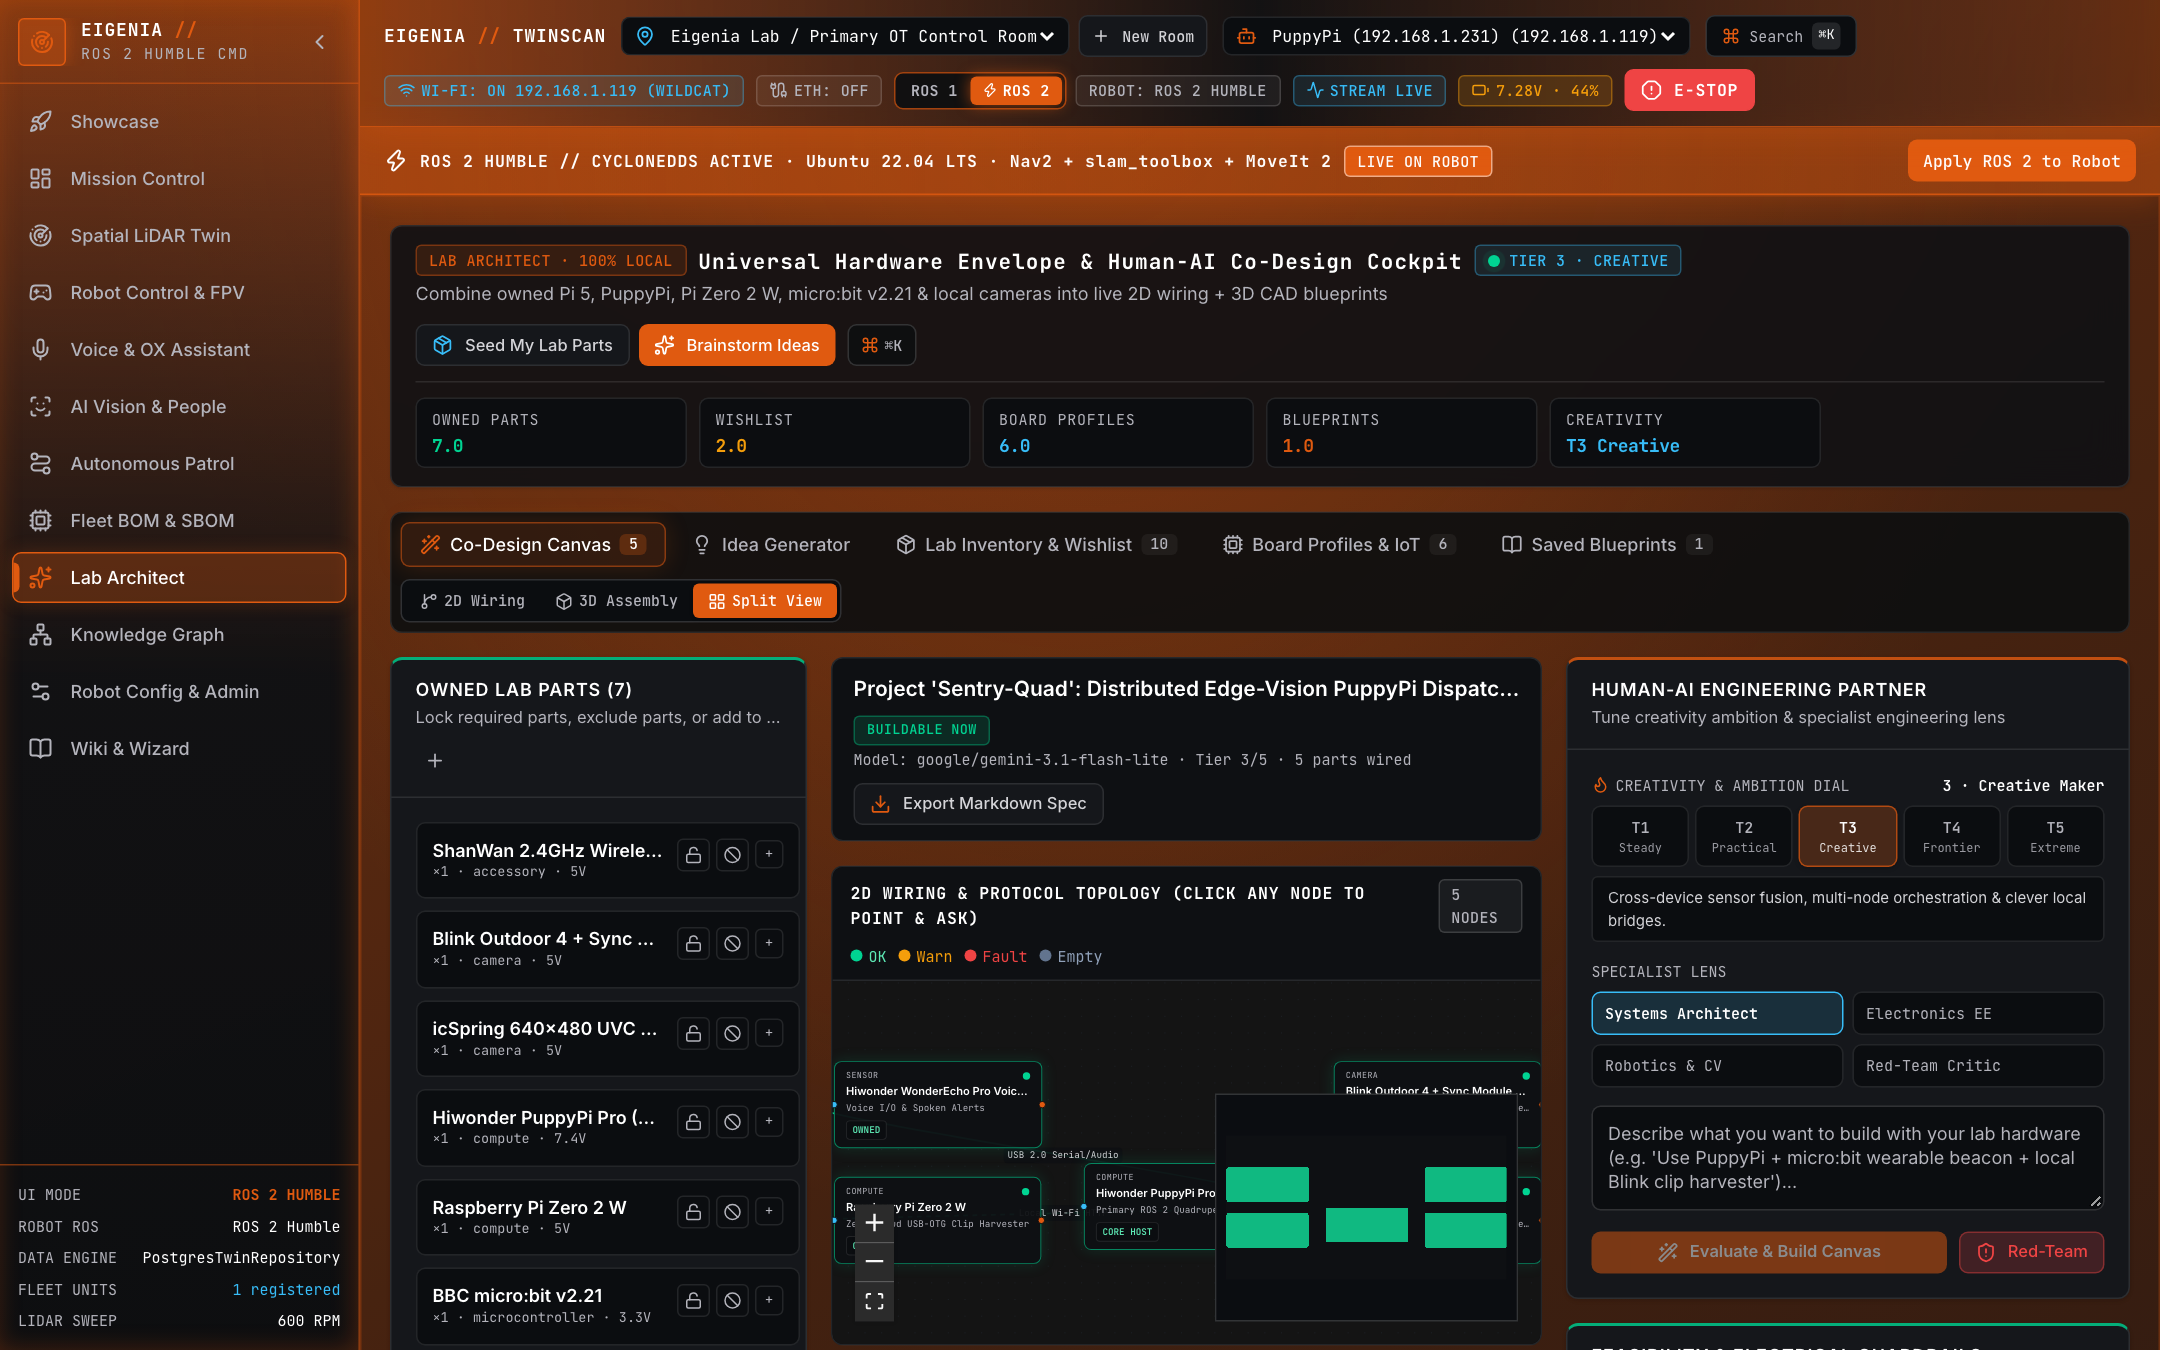 EIGENIA //
ROS 2 HUMBLE CMD
Showcase
Mission Control
Spatial LiDAR Twin
Robot Control & FPV
Voice & OX Assistant
AI Vision & People
Autonomous Patrol
Fleet BOM & SBOM
Lab Architect
Knowledge Graph
Robot Config & Admin
Wiki & Wizard
UI MODE ROS 2 HUMBLE
ROBOT ROS ROS 2 Humble
DATA ENGINE PostgresTwinRepository
FLEET UNITS 1 registered
LIDAR SWEEP 600 RPM
EIGENIA // TWINSCAN
Eigenia Lab / Primary OT Control Room
+ New Room
PuppyPi (192.168.1.231) (192.168.1.119)
⌘ Search ⌘K
WI-FI: ON 192.168.1.119 (WILDCAT)
ETH: OFF
ROS 1
ROS 2
ROBOT: ROS 2 HUMBLE
STREAM LIVE
7.28V · 44%
E-STOP
ROS 2 HUMBLE // CYCLONEDDS ACTIVE · Ubuntu 22.04 LTS · Nav2 + slam_toolbox + MoveIt 2
LIVE ON ROBOT
Apply ROS 2 to Robot
LAB ARCHITECT · 100% LOCAL
Universal Hardware Envelope & Human-AI Co-Design Cockpit
TIER 3 · CREATIVE
Combine owned Pi 5, PuppyPi, Pi Zero 2 W, micro:bit v2.21 & local cameras into live 2D wiring + 3D CAD blueprints
Seed My Lab Parts
Brainstorm Ideas
⌘ ⌘K
OWNED PARTS
7.0
WISHLIST
2.0
BOARD PROFILES
6.0
BLUEPRINTS
1.0
CREATIVITY
T3 Creative
Co-Design Canvas 5
Idea Generator
Lab Inventory & Wishlist 10
Board Profiles & IoT 6
Saved Blueprints 1
2D Wiring
3D Assembly
Split View
OWNED LAB PARTS (7)
Lock required parts, exclude parts, or add to ...
+
ShanWan 2.4GHz Wirele... +
×1 · accessory · 5V
Blink Outdoor 4 + Sync ... +
×1 · camera · 5V
icSpring 640×480 UVC ... +
×1 · camera · 5V
Hiwonder PuppyPi Pro (... +
×1 · compute · 7.4V
Raspberry Pi Zero 2 W +
×1 · compute · 5V
BBC micro:bit v2.21 +
×1 · microcontroller · 3.3V
Project 'Sentry-Quad': Distributed Edge-Vision PuppyPi Dispatc...
BUILDABLE NOW
Model: google/gemini-3.1-flash-lite · Tier 3/5 · 5 parts wired
Export Markdown Spec
2D WIRING & PROTOCOL TOPOLOGY (CLICK ANY NODE TO
POINT & ASK)
5
NODES
OK Warn Fault Empty
SENSOR
Hiwonder WonderEcho Pro Voic...
Voice I/O & Spoken Alerts
OWNED
CAMERA
Blink Outdoor 4 + Sync Module ...
USB 2.0 Serial/Audio
COMPUTE
Pi Zero 2 W
USB-OTG Clip Harvester
Wi-Fi
COMPUTE
Hiwonder PuppyPi Pro
Primary ROS 2 Quadrupe
CORE HOST
HUMAN-AI ENGINEERING PARTNER
Tune creativity ambition & specialist engineering lens
CREATIVITY & AMBITION DIAL 3 · Creative Maker
T1
Steady
T2
Practical
T3
Creative
T4
Frontier
T5
Extreme
Cross-device sensor fusion, multi-node orchestration & clever local
bridges.
SPECIALIST LENS
Systems Architect
Electronics EE
Robotics & CV
Red-Team Critic
Describe what you want to build with your lab hardware
(e.g. 'Use PuppyPi + micro:bit wearable beacon + local
Blink clip harvester')...
Evaluate & Build Canvas
Red-Team